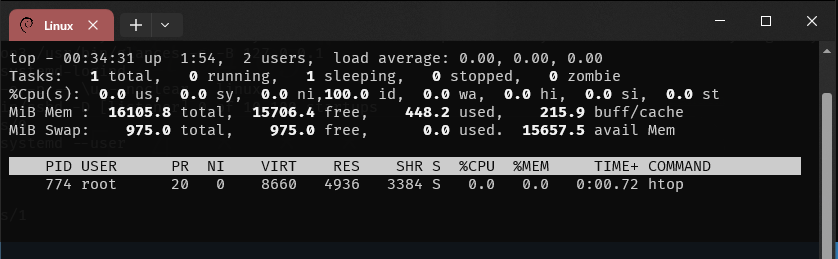 Linux
top - 00:34:31 up  1:54,  2 users,  load average: 0.00, 0.00, 0.00
Tasks:   1 total,   0 running,   1 sleeping,   0 stopped,   0 zombie
%Cpu(s):  0.0 us,  0.0 sy,  0.0 ni,100.0 id,  0.0 wa,  0.0 hi,  0.0 si,  0.0 st
MiB Mem :  16105.8 total,  15706.4 free,    448.2 used,    215.9 buff/cache
MiB Swap:    975.0 total,    975.0 free,      0.0 used.  15657.5 avail Mem
systemd --user
PID USER      PR  NI    VIRT    RES    SHR S  %CPU  %MEM     TIME+ COMMAND
774 root      20   0    8660   4936   3384 S   0.0   0.0   0:00.72 htop
s/1